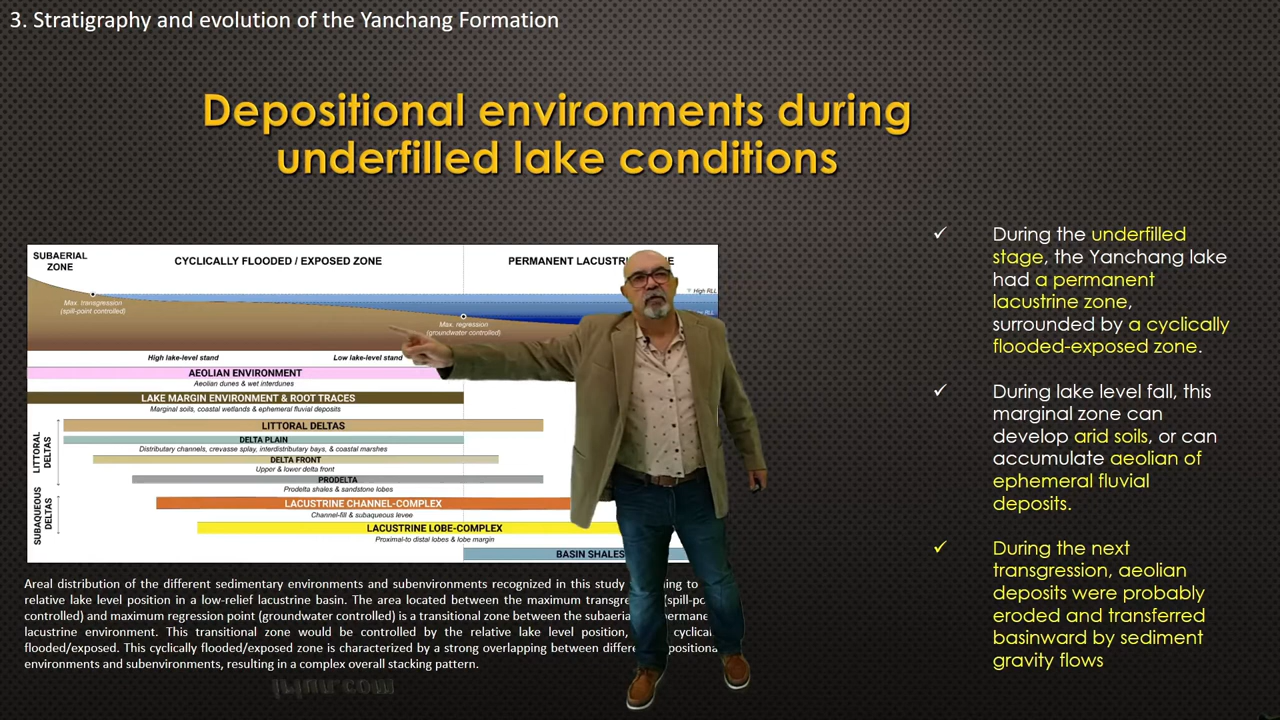 3. Stratigraphy and evolution of the Yanchang Formation
Depositional environments during
underfilled lake conditions
SUBAERIAL
ZONE
CYCLICALLY FLOODED / EXPOSED ZONE
PERMANENT
High RLL
RLL
Max. transgression
(spill-point controlled)
Max. regression
(groundwater controlled)
High lake-level stand
Low lake-level stand
AEOLIAN ENVIRONMENT
Aeolian dunes & wet interdunes
LAKE MARGIN ENVIRONMENT & ROOT TRACES
Marginal soils, coastal wetlands & ephemeral fluvial deposits
LITTORAL
DELTAS
LITTORAL DELTAS
DELTA PLAIN
Distributary channels, crevasse splay, interdistributary bays, & coastal marshes
DELTA FRONT
Upper & lower delta front
PRODELTA
Prodelta shales & sandstone lobes
SUBAQUEOUS
DELTAS
LACUSTRINE CHANNEL-COMPLEX
Channel-fill & subaqueous levee
LACUSTRINE LOBE-COMPLEX
Proximal-to distal lobes & lobe margin
BASIN SHALES
Areal distribution of the different sedimentary environments and subenvironments recognized in this study to
relative lake level position in a low-relief lacustrine basin. The area located between the maximum
controlled) and maximum regression point (groundwater controlled) is a transitional zone between the
lacustrine environment. This transitional zone would be controlled by the relative lake level position,
flooded/exposed. This cyclically flooded/exposed zone is characterized by a strong overlapping between
environments and subenvironments, resulting in a complex overall stacking pattern.
During the underfilled
stage, the Yanchang lake
had a permanent
lacustrine zone,
surrounded by a cyclically
flooded-exposed zone.
During lake level fall, this
marginal zone can
develop arid soils, or can
accumulate aeolian of
ephemeral fluvial
deposits.
During the next
transgression, aeolian
deposits were probably
eroded and transferred
basinward by sediment
gravity flows